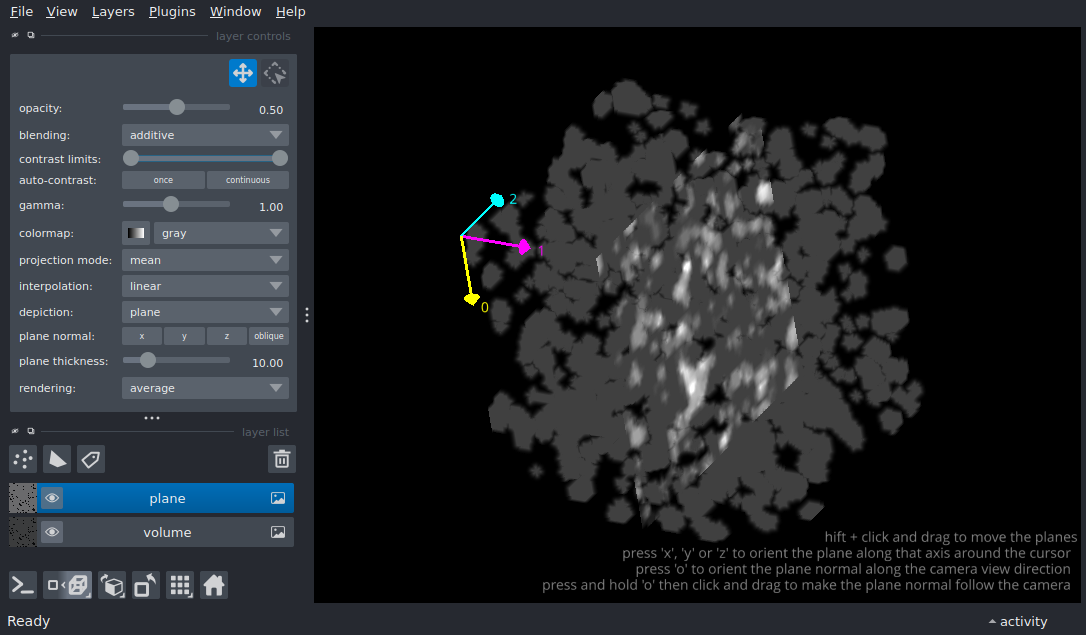 File View Layers Plugins Window Help
layer controls
opacity: 0.50
blending: additive
contrast limits:
auto-contrast: once continuous
gamma: 1.00
colormap: gray
projection mode: mean
interpolation: linear
depiction: plane
plane normal: x y z oblique
plane thickness: 10.00
rendering: average
layer list
plane
volume
2
1
0
hift + click and drag to move the planes
press 'x', 'y' or 'z' to orient the plane along that axis around the cursor
press 'o' to orient the plane normal along the camera view direction
press and hold 'o' then click and drag to make the plane normal follow the camera
Ready
activity